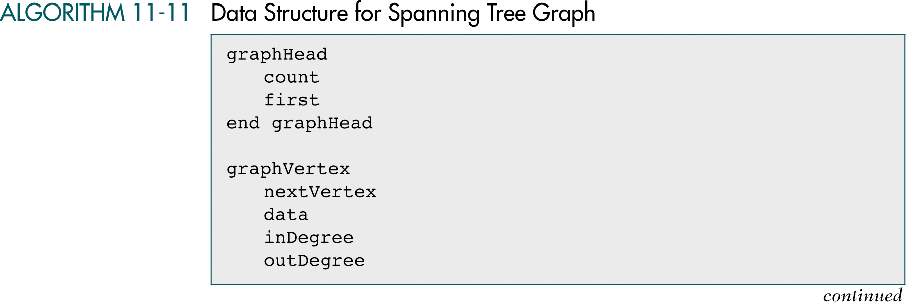 ALGORITHM 11-11 Data Structure for Spanning Tree Graph
graphHead
count
first
end graphHead
graphVertex
nextVertex
data
inDegree
outDegree
continued